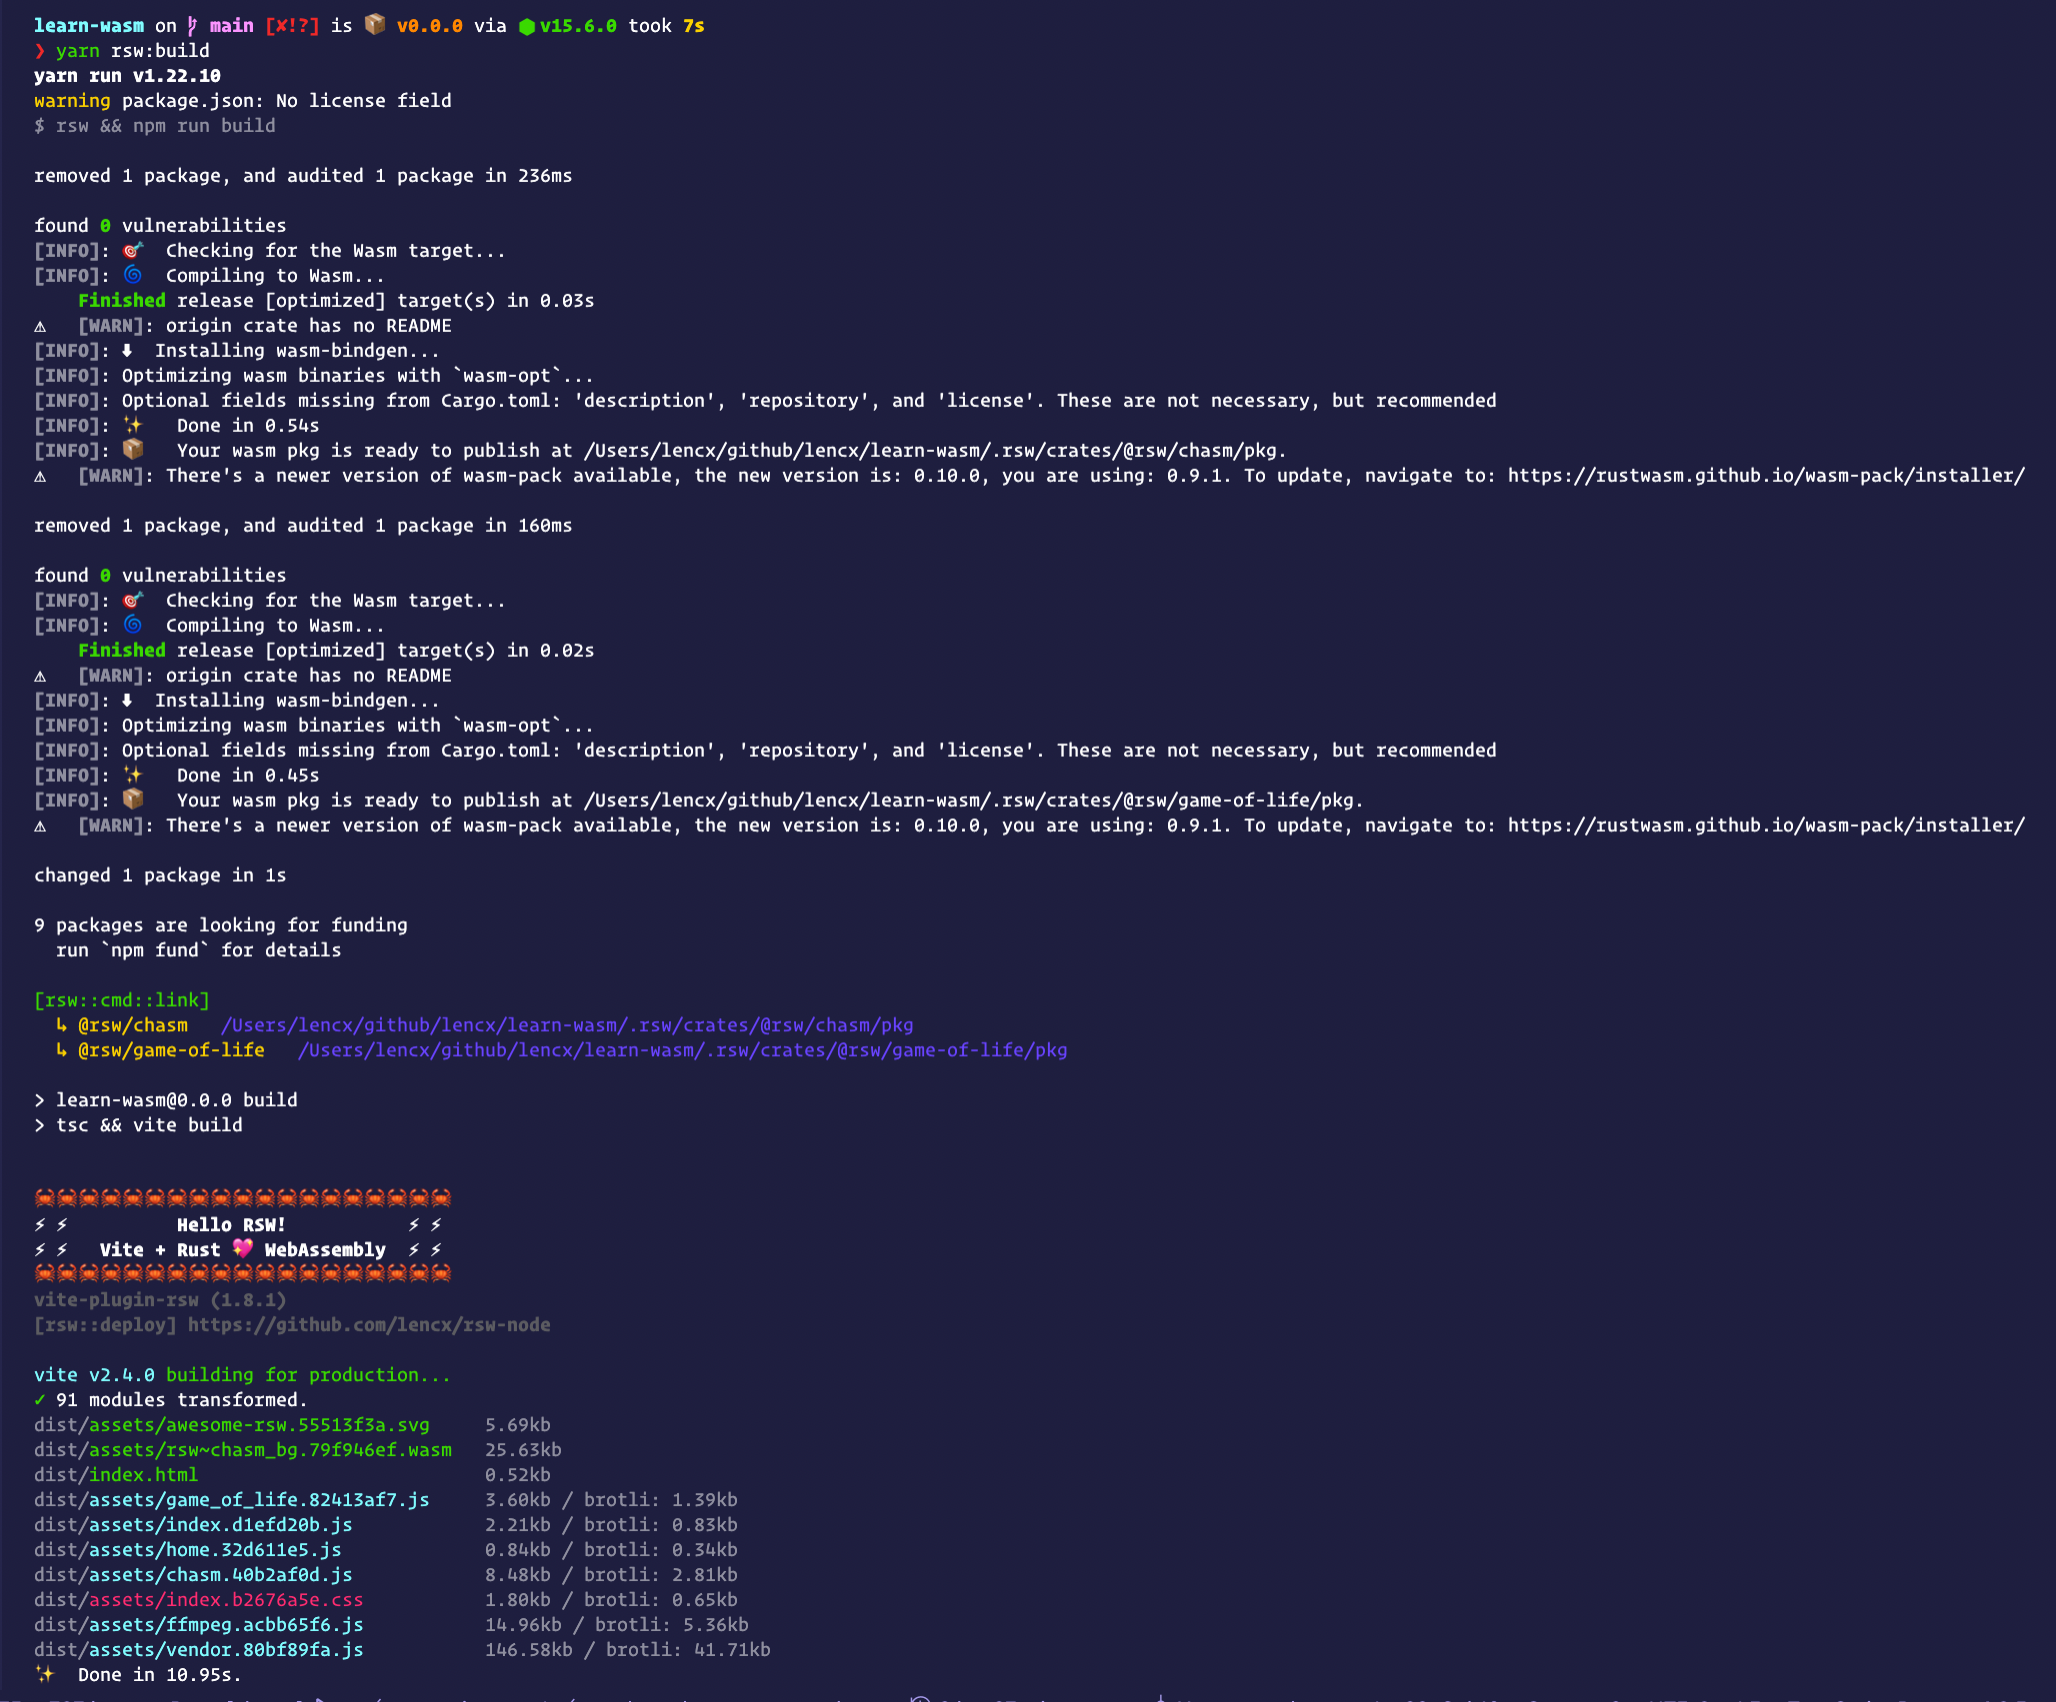 learn-wasm on main [✘!?] is 📦 v0.0.0 via ⬢ v15.6.0 took 7s
❯ yarn rsw:build
yarn run v1.22.10
warning package.json: No license field
$ rsw && npm run build
removed 1 package, and audited 1 package in 236ms
found 0 vulnerabilities
[INFO]: 🎯  Checking for the Wasm target...
[INFO]: 🌀  Compiling to Wasm...
    Finished release [optimized] target(s) in 0.03s
⚠   [WARN]: origin crate has no README
[INFO]: ⬇  Installing wasm-bindgen...
[INFO]: Optimizing wasm binaries with `wasm-opt`...
[INFO]: Optional fields missing from Cargo.toml: 'description', 'repository', and 'license'. These are not necessary, but recommended
[INFO]: ✨   Done in 0.54s
[INFO]: 📦   Your wasm pkg is ready to publish at /Users/lencx/github/lencx/learn-wasm/.rsw/crates/@rsw/chasm/pkg.
⚠   [WARN]: There's a newer version of wasm-pack available, the new version is: 0.10.0, you are using: 0.9.1. To update, navigate to: https://rustwasm.github.io/wasm-pack/installer/
removed 1 package, and audited 1 package in 160ms
found 0 vulnerabilities
[INFO]: 🎯  Checking for the Wasm target...
[INFO]: 🌀  Compiling to Wasm...
    Finished release [optimized] target(s) in 0.02s
⚠   [WARN]: origin crate has no README
[INFO]: ⬇  Installing wasm-bindgen...
[INFO]: Optimizing wasm binaries with `wasm-opt`...
[INFO]: Optional fields missing from Cargo.toml: 'description', 'repository', and 'license'. These are not necessary, but recommended
[INFO]: ✨   Done in 0.45s
[INFO]: 📦   Your wasm pkg is ready to publish at /Users/lencx/github/lencx/learn-wasm/.rsw/crates/@rsw/game-of-life/pkg.
⚠   [WARN]: There's a newer version of wasm-pack available, the new version is: 0.10.0, you are using: 0.9.1. To update, navigate to: https://rustwasm.github.io/wasm-pack/installer/
changed 1 package in 1s
9 packages are looking for funding
  run `npm fund` for details
[rsw::cmd::link]
  ↳ @rsw/chasm   /Users/lencx/github/lencx/learn-wasm/.rsw/crates/@rsw/chasm/pkg
  ↳ @rsw/game-of-life   /Users/lencx/github/lencx/learn-wasm/.rsw/crates/@rsw/game-of-life/pkg
> learn-wasm@0.0.0 build
> tsc && vite build
🦀🦀🦀🦀🦀🦀🦀🦀🦀🦀🦀🦀🦀🦀🦀🦀🦀🦀🦀
⚡⚡          Hello RSW!           ⚡⚡
⚡⚡   Vite + Rust 💖 WebAssembly  ⚡⚡
🦀🦀🦀🦀🦀🦀🦀🦀🦀🦀🦀🦀🦀🦀🦀🦀🦀🦀🦀
vite-plugin-rsw (1.8.1)
[rsw::deploy] https://github.com/lencx/rsw-node
vite v2.4.0 building for production...
✓ 91 modules transformed.
dist/assets/awesome-rsw.55513f3a.svg     5.69kb
dist/assets/rsw~chasm_bg.79f946ef.wasm   25.63kb
dist/index.html                          0.52kb
dist/assets/game_of_life.82413af7.js     3.60kb / brotli: 1.39kb
dist/assets/index.d1efd20b.js            2.21kb / brotli: 0.83kb
dist/assets/home.32d611e5.js             0.84kb / brotli: 0.34kb
dist/assets/chasm.40b2af0d.js            8.48kb / brotli: 2.81kb
dist/assets/index.b2676a5e.css           1.80kb / brotli: 0.65kb
dist/assets/ffmpeg.acbb65f6.js           14.96kb / brotli: 5.36kb
dist/assets/vendor.80bf89fa.js           146.58kb / brotli: 41.71kb
✨  Done in 10.95s.